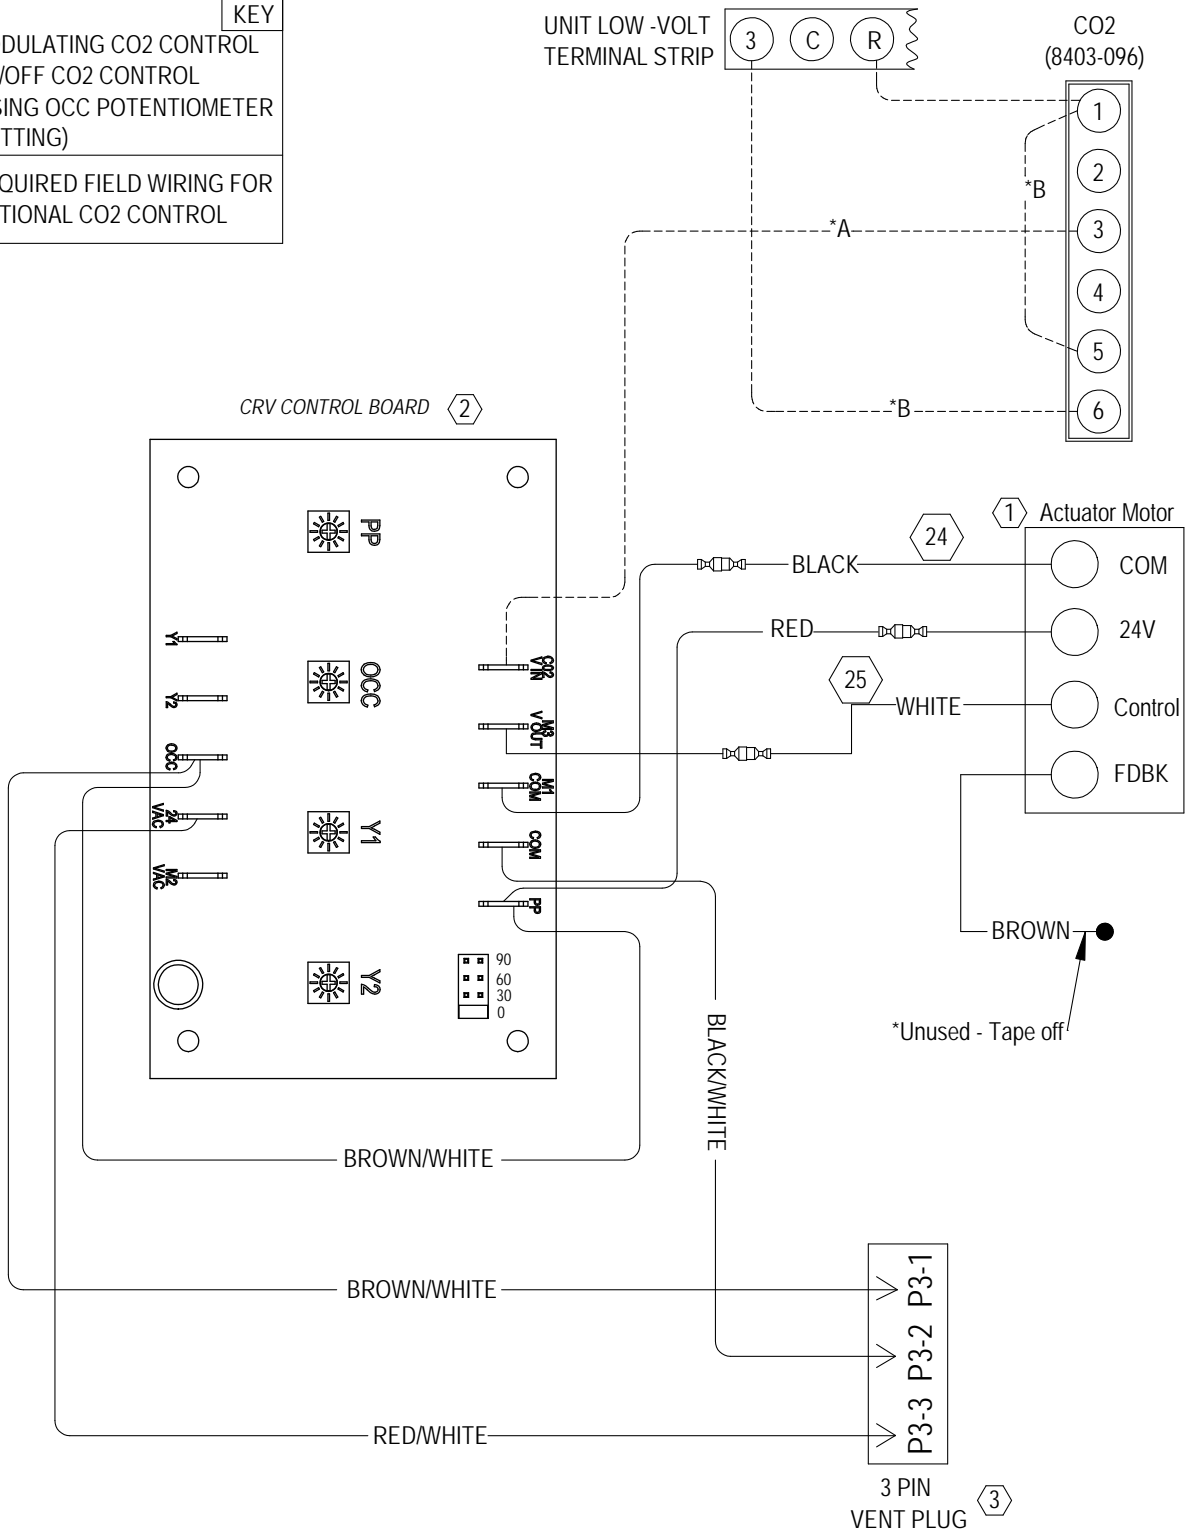 KEY
DULATING CO2 CONTROL
/OFF CO2 CONTROL
SING OCC POTENTIOMETER
TTING)
QUIRED FIELD WIRING FOR
TIONAL CO2 CONTROL
UNIT LOW -VOLT
TERMINAL STRIP
3
C
R
CO2
(8403-096)
1
2
3
4
5
6
*B
*A
*B
CRV CONTROL BOARD
2
PP
OCC
Y1
Y2
Y1
Y2
OCC
24
VAC
M2
VAC
CO2
V IN
M3
V OUT
M1
COM
COM
PP
90
60
30
0
1
Actuator Motor
COM
24V
Control
FDBK
24
BLACK
RED
25
WHITE
BROWN
*Unused - Tape off
BLACK/WHITE
BROWN/WHITE
BROWN/WHITE
RED/WHITE
P3-1
P3-2
P3-3
3 PIN
VENT PLUG
3